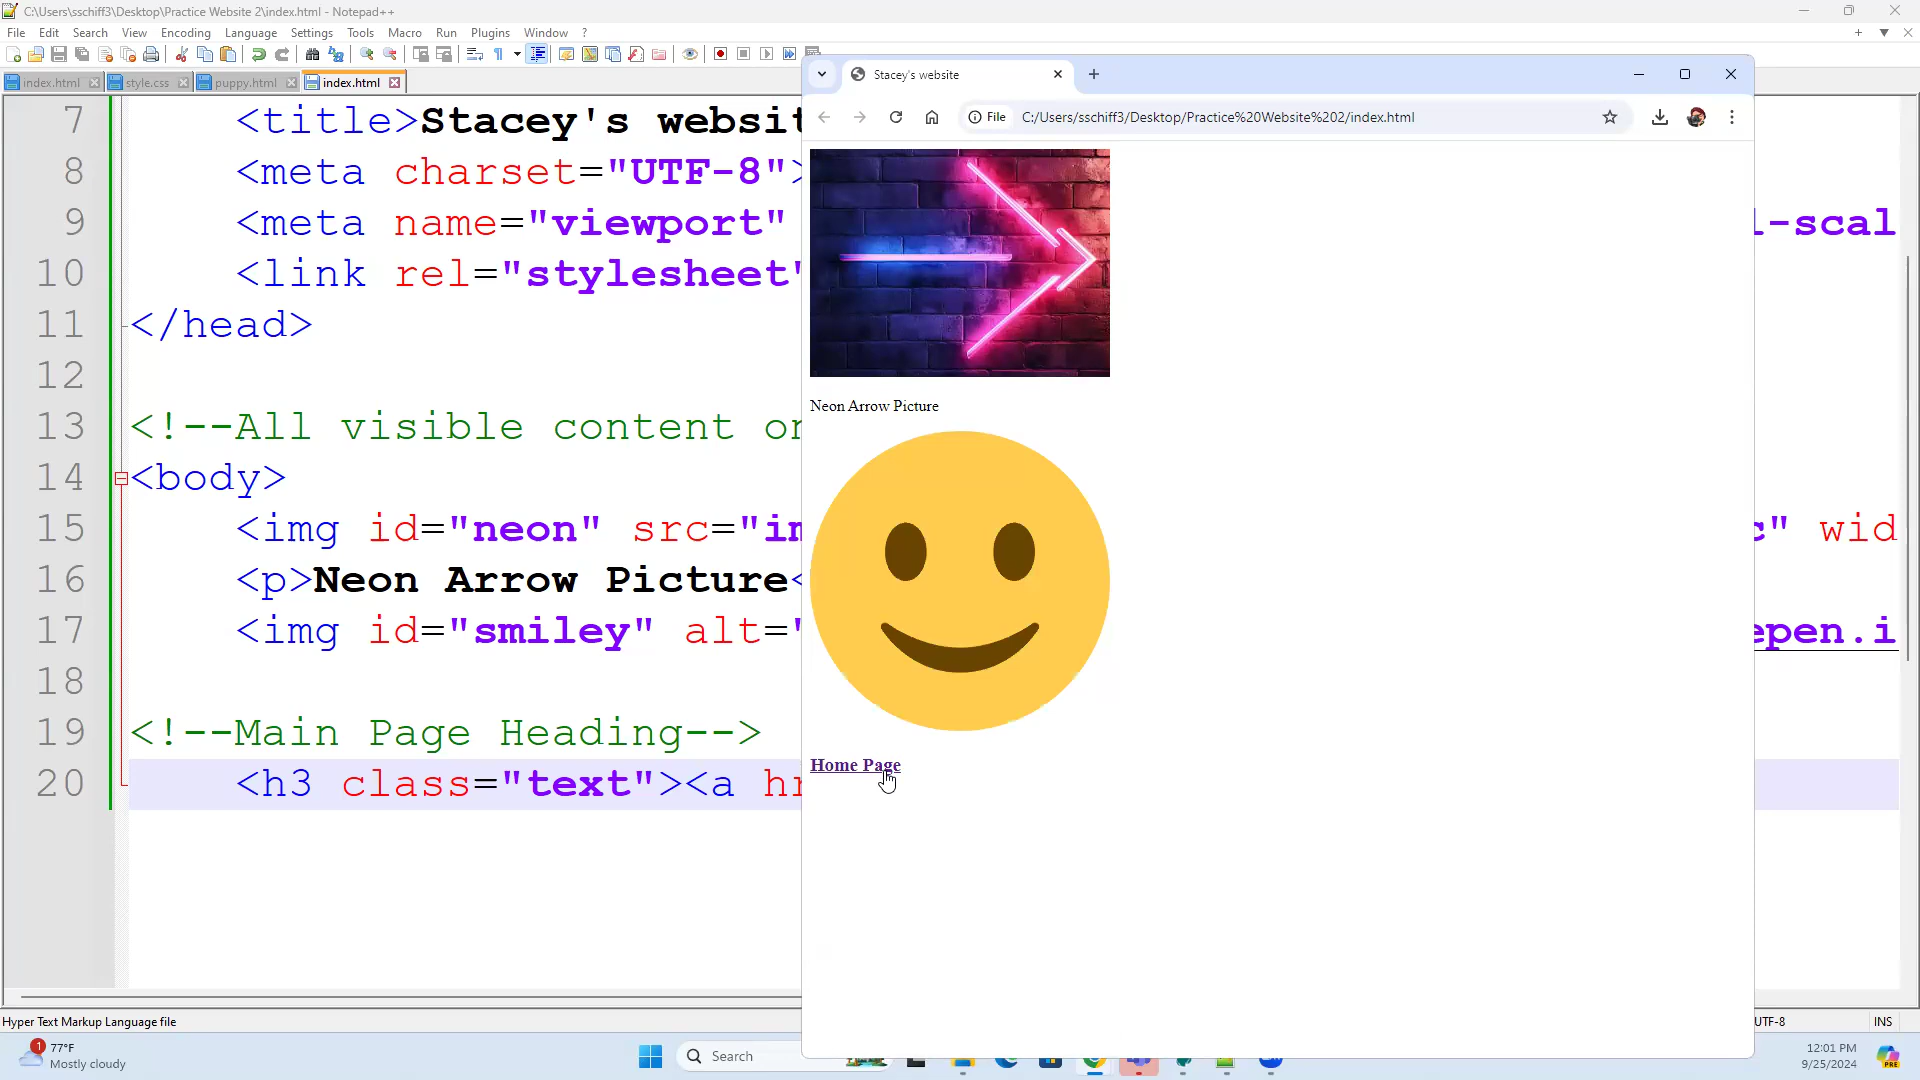 C:\Users\sschiff3\Desktop\Practice Website 2\index.html - Notepad++
File Edit Search View Encoding Language Settings Tools Macro Run Plugins Window ?
index.html style.css puppy.html index.html
Stacey's website
File C:/Users/sschiff3/Desktop/Practice%20Website%202/index.html
7 <title>Stacey's websit
8 <meta charset="UTF-8">
9 <meta name="viewport" l-scal
10 <link rel="stylesheet"
11 </head>
12
13 <!--All visible content on
14 <body>
15 <img id="neon" src="im c" wid
16 <p>Neon Arrow Picture<
17 <img id="smiley" alt=" epen.i
18
19 <!--Main Page Heading-->
20 <h3 class="text"><a hr
Neon Arrow Picture
Home Page
Hyper Text Markup Language file UTF-8 INS
1 77°F
Mostly cloudy
Search
12:01 PM
9/25/2024
PRE